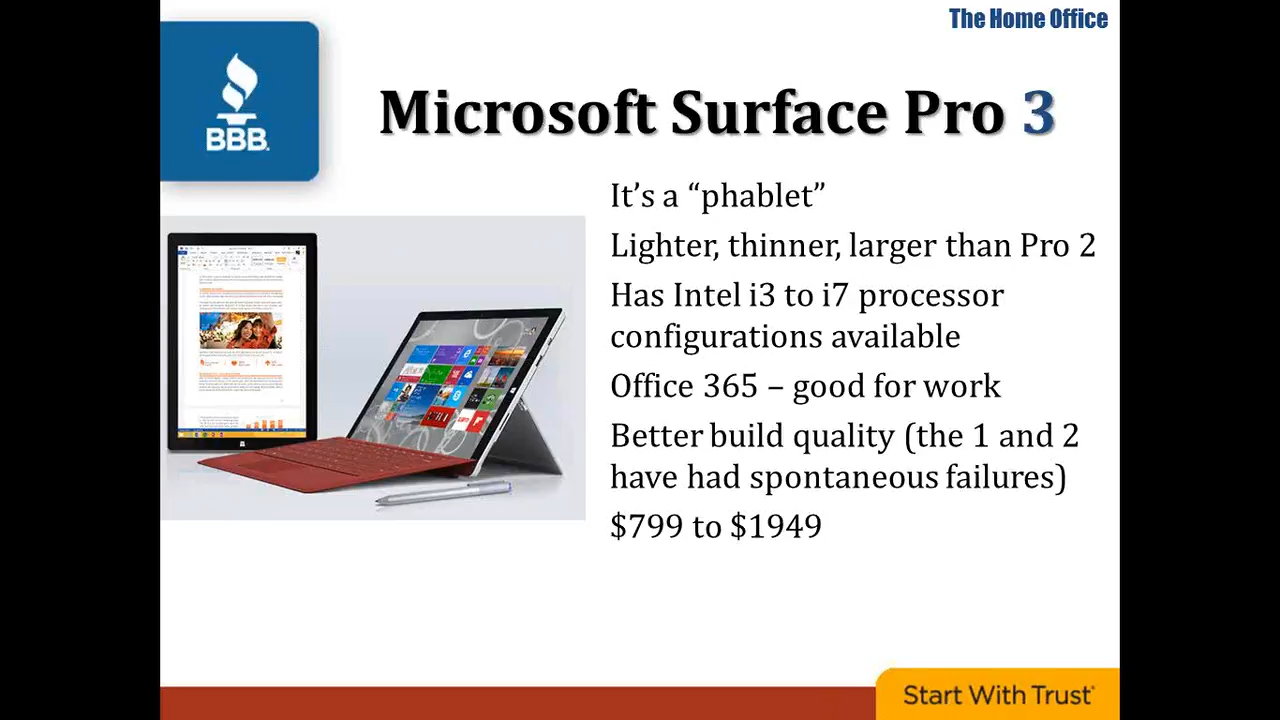 The Home Office
BBB.
Microsoft Surface Pro 3
It's a “phablet”
Lighter, thinner, larger than Pro 2
Has Intel i3 to i7 processor
configurations available
Office 365 – good for work
Better build quality (the 1 and 2
have had spontaneous failures)
$799 to $1949
Start With Trust®